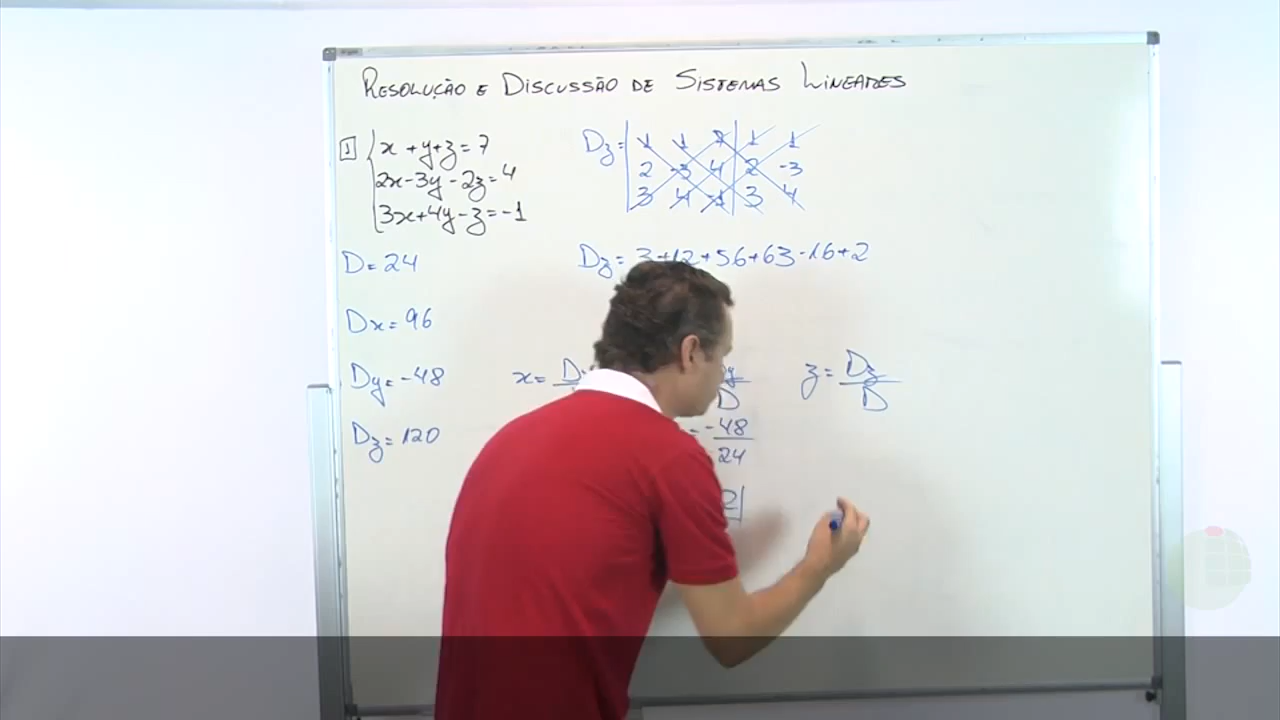 RESOLUÇÃO E DISCUSSÃO DE SISTEMAS LINEARES
1 { x + y + z = 7
2x - 3y - 2z = 4
3x + 4y - z = -1
Dz = | 1 1 7 | 1 1
2 -3 4 | 2 -3
3 4 -1 | 3 4
D = 24
Dz = 3 + 12 + 56 + 63 - 16 + 2
Dx = 96
Dy = -48
x = D
y
D
z = Dz
D
Dz = 120
= -48
24
2